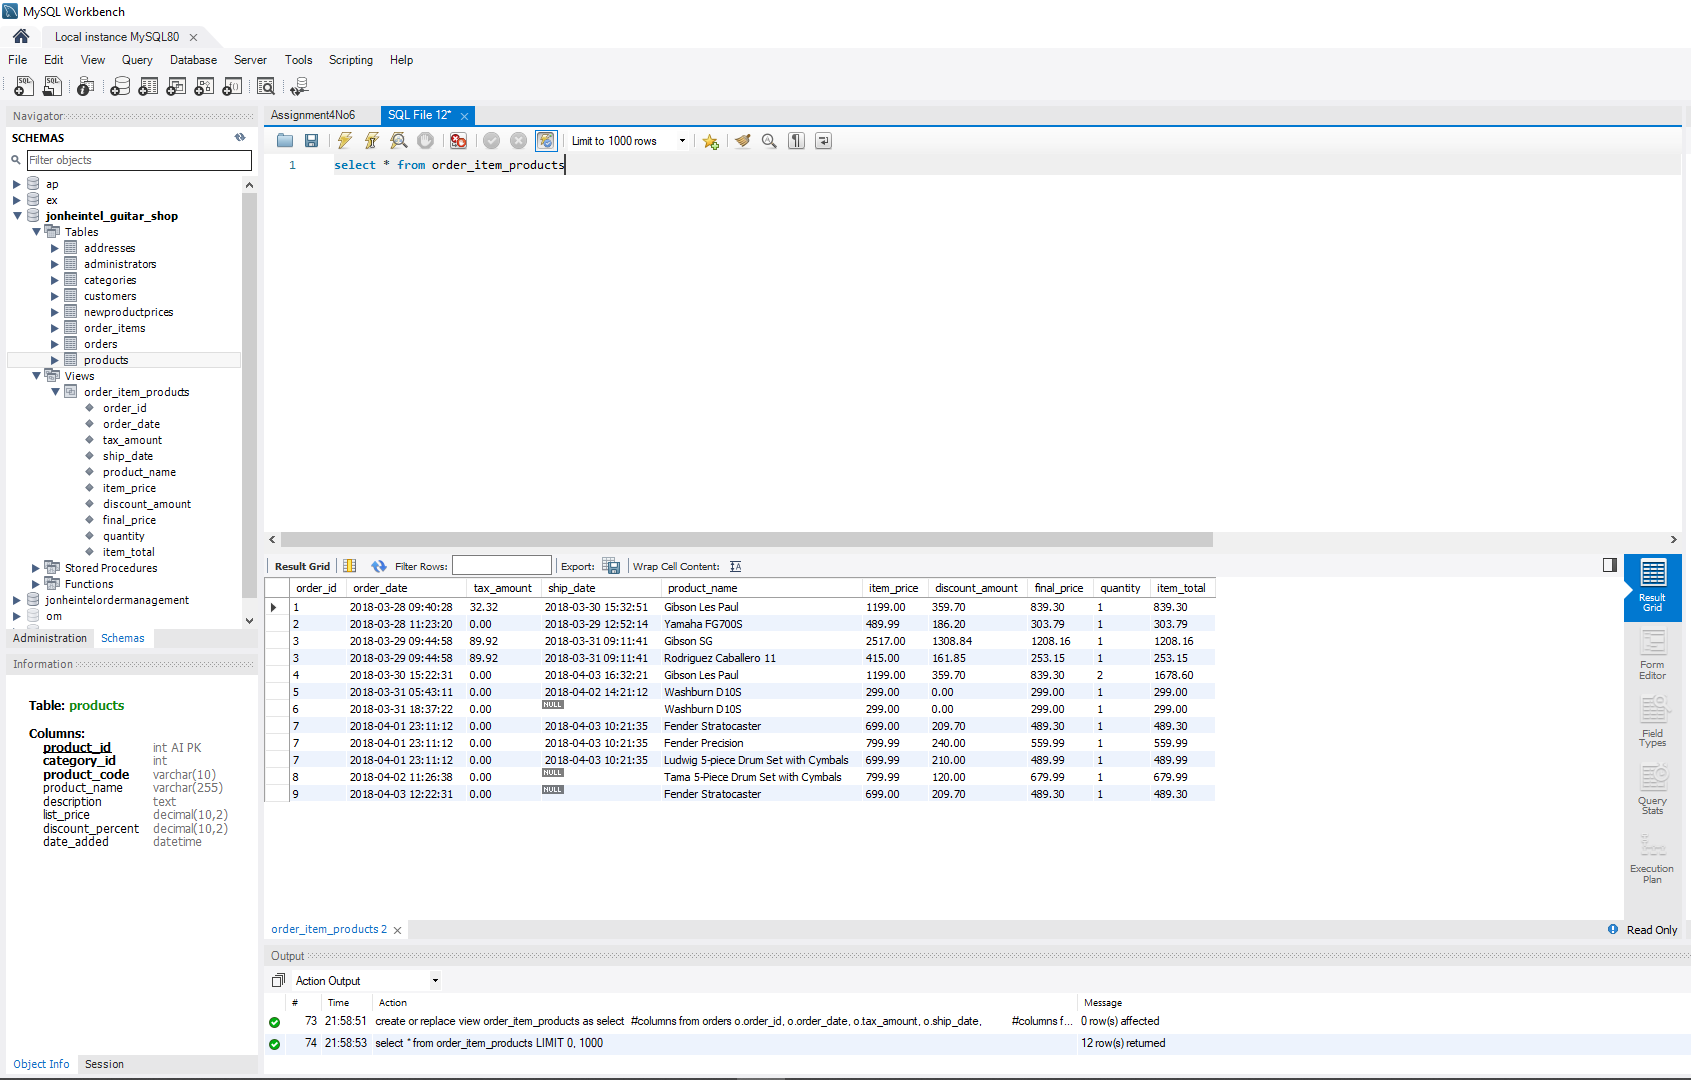 MySQL Workbench
Local instance MySQL80
File Edit View Query Database Server Tools Scripting Help
Navigator
SCHEMAS
Filter objects
ap
ex
jonheintel_guitar_shop
Tables
addresses
administrators
categories
customers
newproductprices
order_items
orders
products
Views
order_item_products
order_id
order_date
tax_amount
ship_date
product_name
item_price
discount_amount
final_price
quantity
item_total
Stored Procedures
Functions
jonheintelordermanagement
om
Administration Schemas
Information
Table: products
Columns:
product_id int AI PK
category_id int
product_code varchar(10)
product_name varchar(255)
description text
list_price decimal(10,2)
discount_percent decimal(10,2)
date_added datetime
Object Info Session
Assignment4No6 SQL File 12*
Limit to 1000 rows
1 select * from order_item_products
Result Grid Filter Rows: Export: Wrap Cell Content:
order_id order_date tax_amount ship_date product_name item_price discount_amount final_price quantity item_total
1 2018-03-28 09:40:28 32.32 2018-03-30 15:32:51 Gibson Les Paul 1199.00 359.70 839.30 1 839.30
2 2018-03-28 11:23:20 0.00 2018-03-29 12:52:14 Yamaha FG700S 489.99 186.20 303.79 1 303.79
3 2018-03-29 09:44:58 89.92 2018-03-31 09:11:41 Gibson SG 2517.00 1308.84 1208.16 1 1208.16
3 2018-03-29 09:44:58 89.92 2018-03-31 09:11:41 Rodriguez Caballero 11 415.00 161.85 253.15 1 253.15
4 2018-03-30 15:22:31 0.00 2018-04-03 16:32:21 Gibson Les Paul 1199.00 359.70 839.30 2 1678.60
5 2018-03-31 05:43:11 0.00 2018-04-02 14:21:12 Washburn D10S 299.00 0.00 299.00 1 299.00
6 2018-03-31 18:37:22 0.00 NULL Washburn D10S 299.00 0.00 299.00 1 299.00
7 2018-04-01 23:11:12 0.00 2018-04-03 10:21:35 Fender Stratocaster 699.00 209.70 489.30 1 489.30
7 2018-04-01 23:11:12 0.00 2018-04-03 10:21:35 Fender Precision 799.99 240.00 559.99 1 559.99
7 2018-04-01 23:11:12 0.00 2018-04-03 10:21:35 Ludwig 5-piece Drum Set with Cymbals 699.99 210.00 489.99 1 489.99
8 2018-04-02 11:26:38 0.00 NULL Tama 5-Piece Drum Set with Cymbals 799.99 120.00 679.99 1 679.99
9 2018-04-03 12:22:31 0.00 NULL Fender Stratocaster 699.00 209.70 489.30 1 489.30
Result
Grid
Form
Editor
Field
Types
Query
Stats
Execution
Plan
order_item_products 2
Read Only
Output
Action Output
# Time Action Message
73 21:58:51 create or replace view order_item_products as select #columns from orders o.order_id, o.order_date, o.tax_amount, o.ship_date, #columns f... 0 row(s) affected
74 21:58:53 select * from order_item_products LIMIT 0, 1000 12 row(s) returned